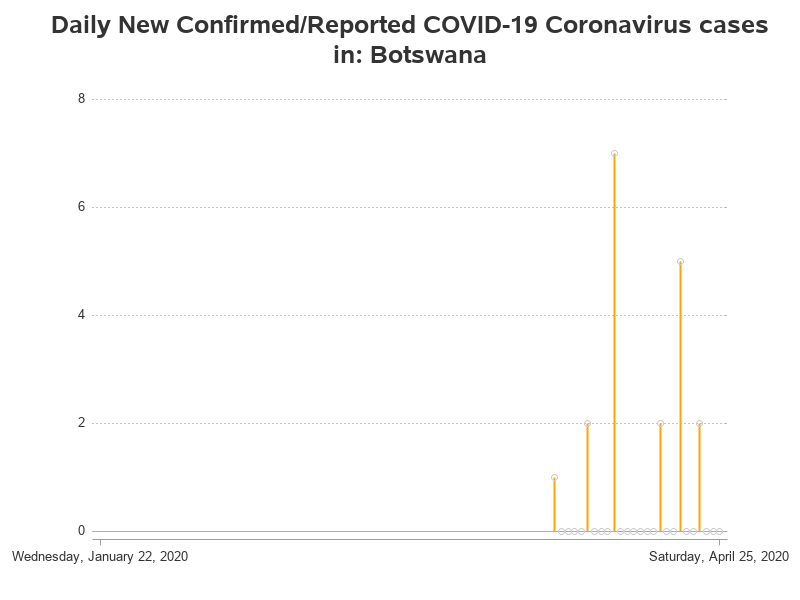 Daily New Confirmed/Reported COVID-19 Coronavirus cases
in: Botswana
8
6
4
2
0
Wednesday, January 22, 2020
Saturday, April 25, 2020